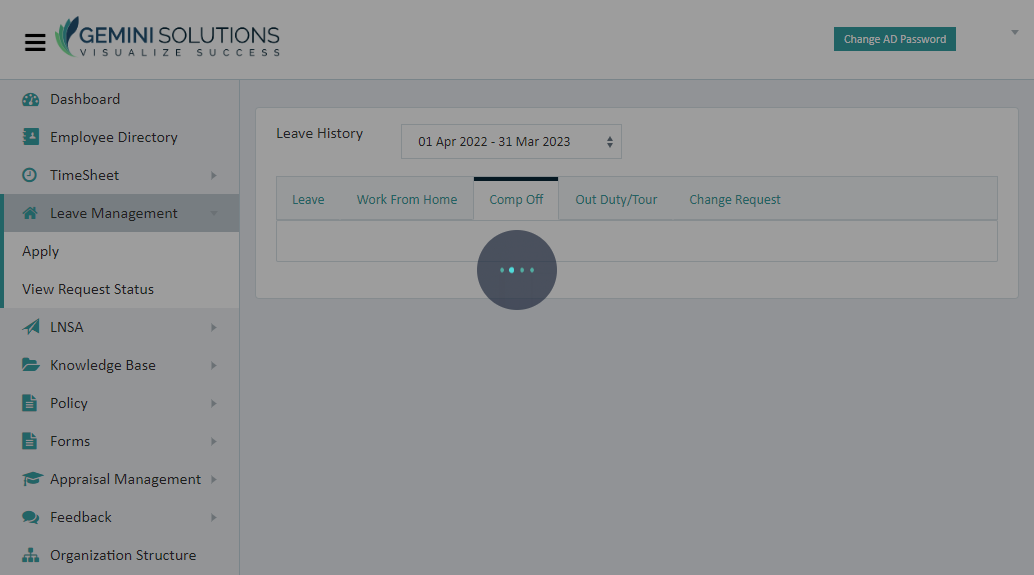 GEMINI SOLUTIONS
VISUALIZE SUCCESS
Change AD Password
Dashboard
Employee Directory
TimeSheet
Leave Management
Apply
View Request Status
LNSA
Knowledge Base
Policy
Forms
Appraisal Management
Feedback
Organization Structure
Leave History
01 Apr 2022 - 31 Mar 2023
Leave Work From Home Comp Off Out Duty/Tour Change Request